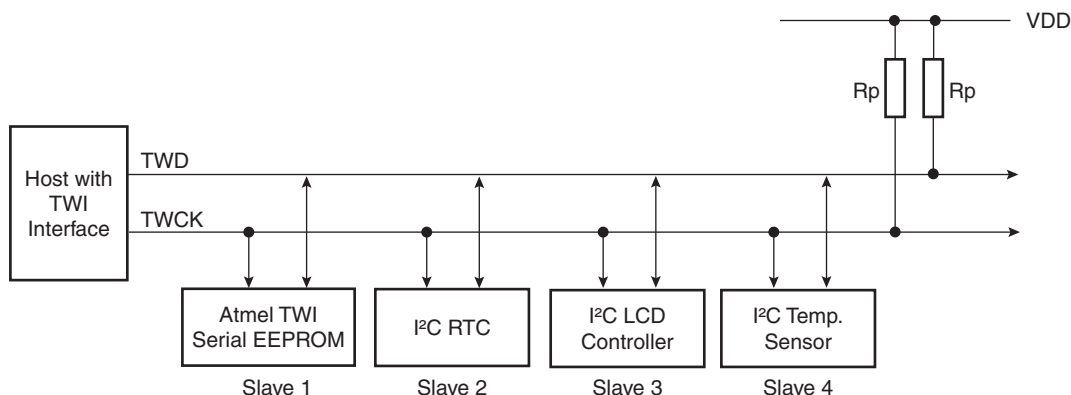 VDD
Rp Rp
Host with
TWI
Interface
TWD
TWCK
Atmel TWI
Serial EEPROM
Slave 1
I²C RTC
Slave 2
I²C LCD
Controller
Slave 3
I²C Temp.
Sensor
Slave 4